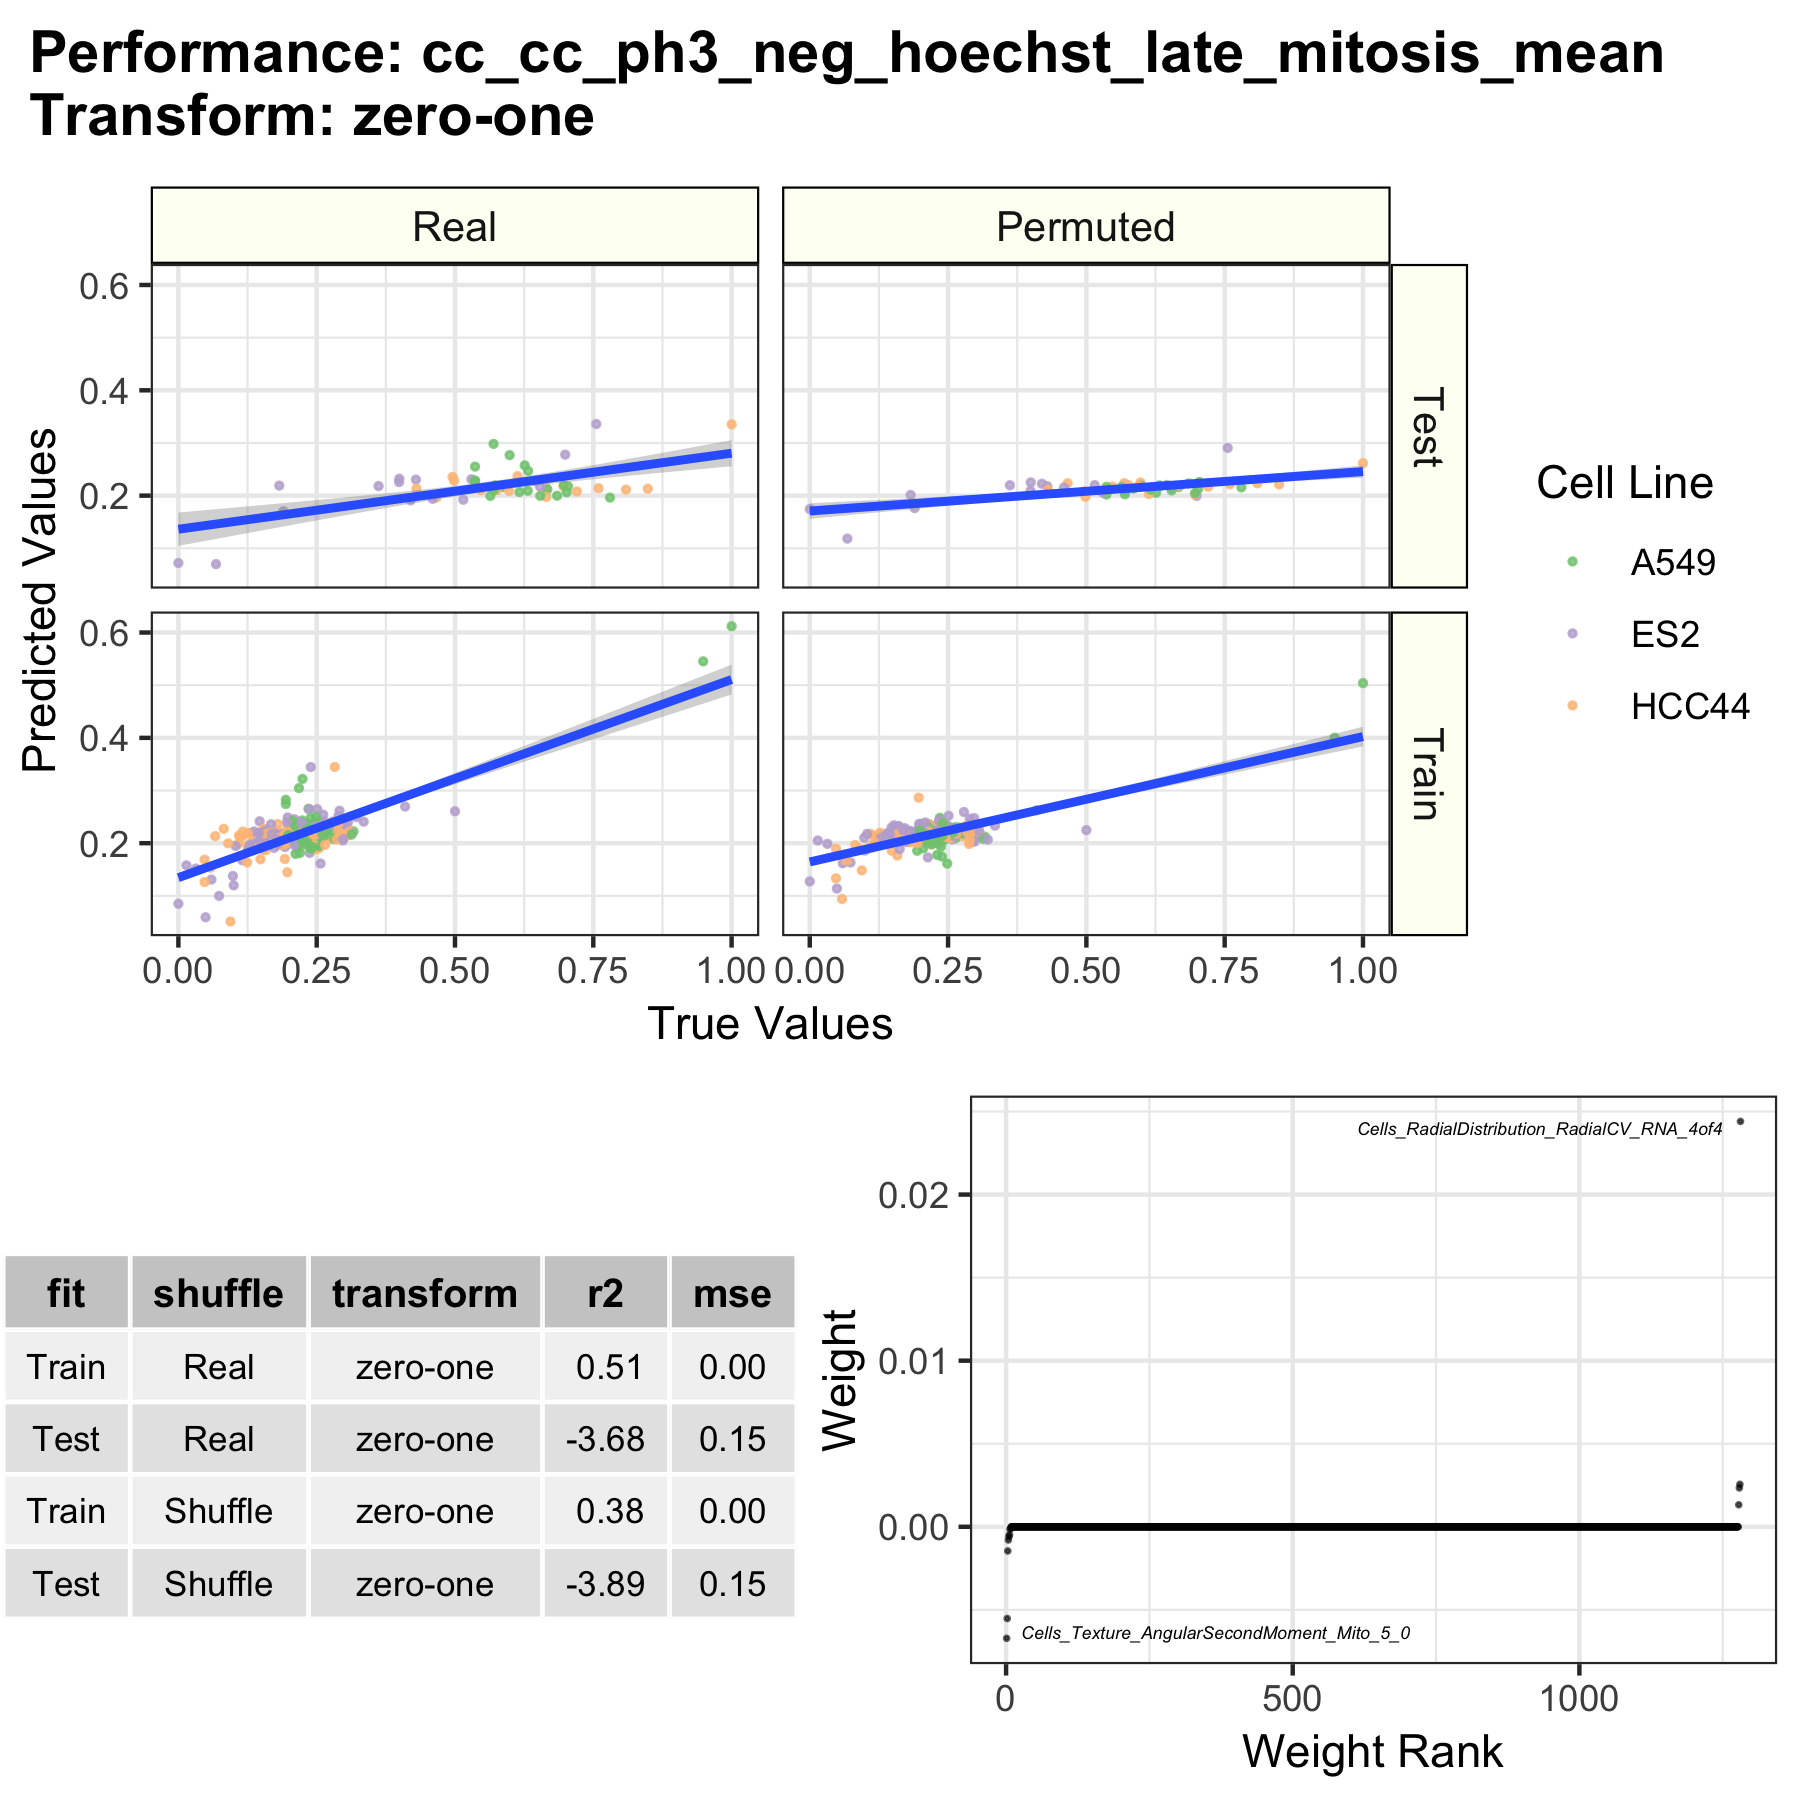 Performance: cc_cc_ph3_neg_hoechst_late_mitosis_mean
Transform: zero-one
Real
Permuted
0.6
0.4
0.2
Test
0.6
0.4
0.2
Train
Predicted Values
0.00 0.25 0.50 0.75 1.00
0.00 0.25 0.50 0.75 1.00
True Values
Cell Line
A549
ES2
HCC44
fit shuffle transform r2 mse
Train Real zero-one 0.51 0.00
Test Real zero-one -3.68 0.15
Train Shuffle zero-one 0.38 0.00
Test Shuffle zero-one -3.89 0.15
Weight
0.02
0.01
0.00
Cells_RadialDistribution_RadialCV_RNA_4of4
Cells_Texture_AngularSecondMoment_Mito_5_0
0 500 1000
Weight Rank